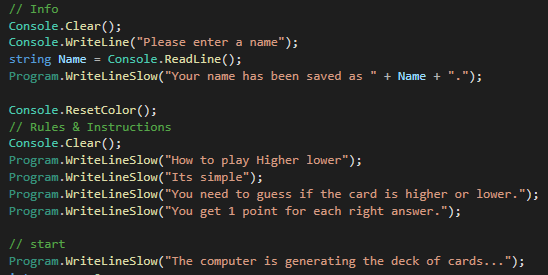 // Info
Console.Clear();
Console.WriteLine("Please enter a name");
string Name = Console.ReadLine();
Program.WriteLineSlow("Your name has been saved as " + Name + ".");
Console.ResetColor();
// Rules & Instructions
Console.Clear();
Program.WriteLineSlow("How to play Higher lower");
Program.WriteLineSlow("Its simple");
Program.WriteLineSlow("You need to guess if the card is higher or lower.");
Program.WriteLineSlow("You get 1 point for each right answer.");
// start
Program.WriteLineSlow("The computer is generating the deck of cards...");